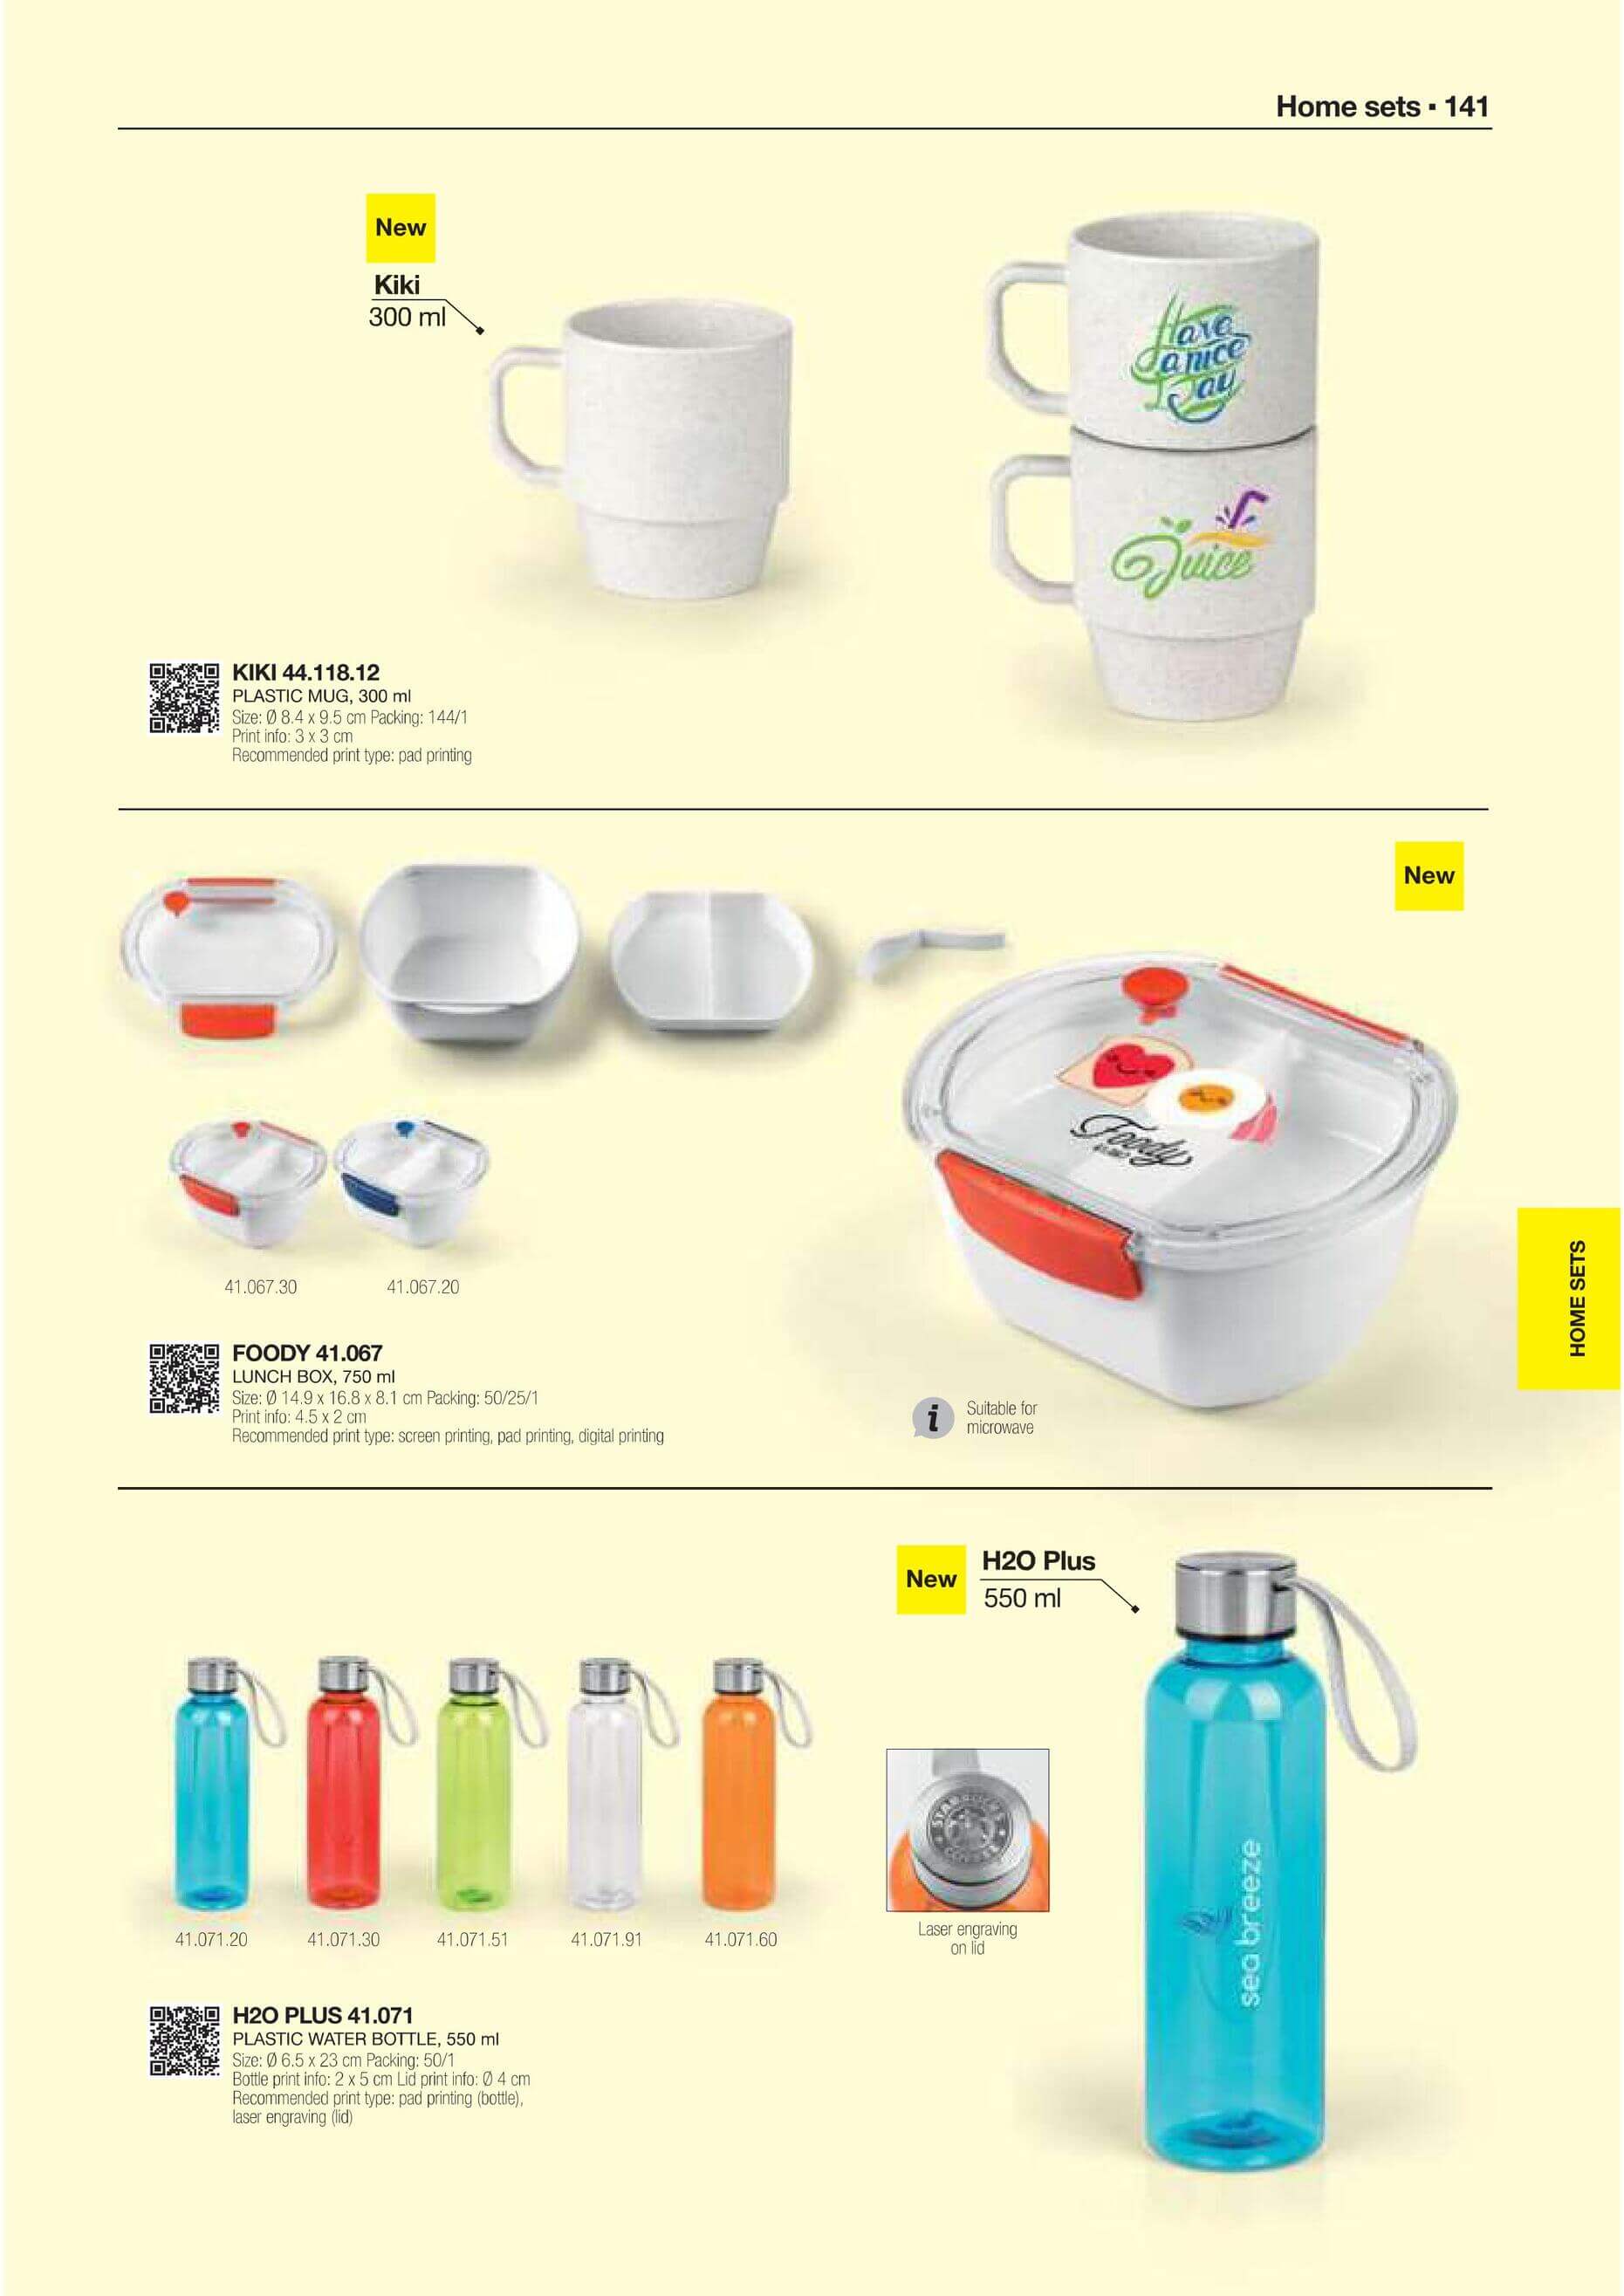 Home sets ▪ 141
New
Kiki
300 ml
Have
a nice
Day
Juice
KIKI 44.118.12
PLASTIC MUG, 300 ml
Size: Ø 8.4 x 9.5 cm Packing: 144/1
Print info: 3 x 3 cm
Recommended print type: pad printing
New
Foody
41.067.30
41.067.20
HOME SETS
FOODY 41.067
LUNCH BOX, 750 ml
Size: Ø 14.9 x 16.8 x 8.1 cm Packing: 50/25/1
Print info: 4.5 x 2 cm
Recommended print type: screen printing, pad printing, digital printing
i
Suitable for
microwave
New
H2O Plus
550 ml
sea breeze
STARBUCKS
COFFEE
41.071.20
41.071.30
41.071.51
41.071.91
41.071.60
Laser engraving
on lid
H2O PLUS 41.071
PLASTIC WATER BOTTLE, 550 ml
Size: Ø 6.5 x 23 cm Packing: 50/1
Bottle print info: 2 x 5 cm Lid print info: Ø 4 cm
Recommended print type: pad printing (bottle),
laser engraving (lid)